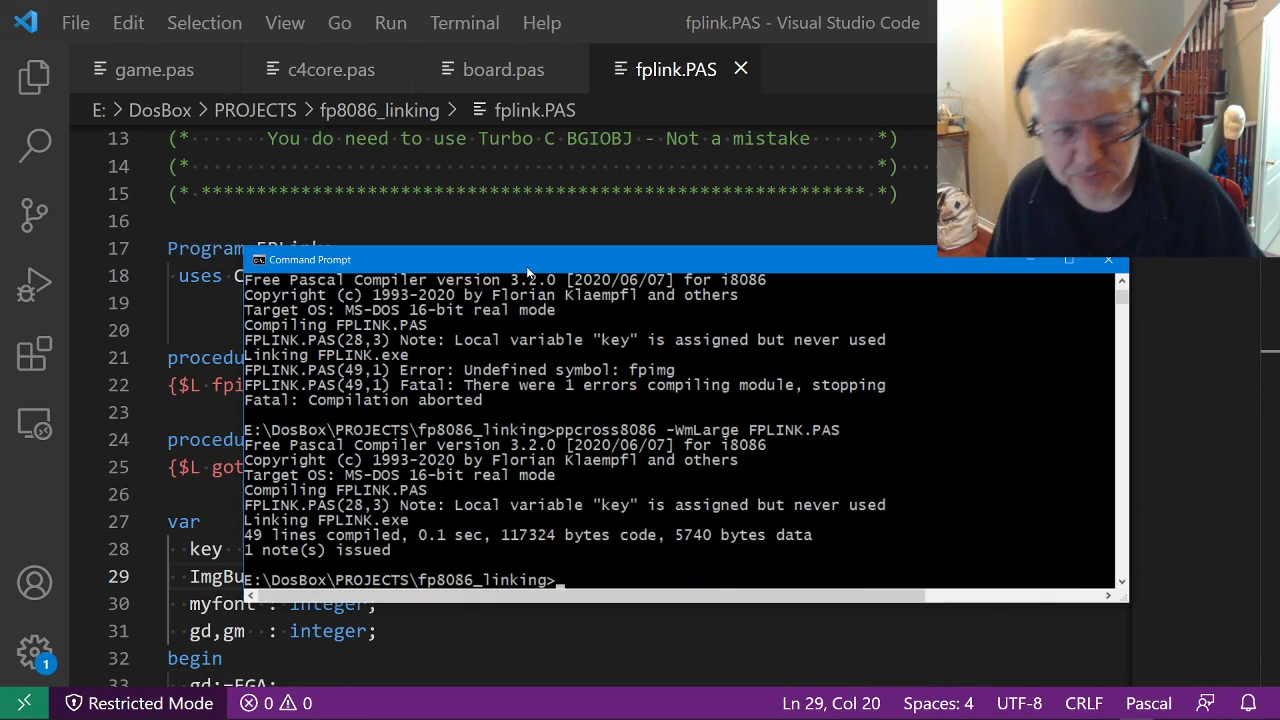 File Edit Selection View Go Run Terminal Help fplink.PAS - Visual Studio Code
game.pas c4core.pas board.pas fplink.PAS
E: > DosBox > PROJECTS > fp8086_linking > fplink.PAS
13 (* You do need to use Turbo C BGIOBJ - Not a mistake *)
14 (* *)
15 (* ************************************************************* *)
16
17 Program
18 uses
19
20
21 procedu
22 {$L fpi
23
24 procedu
25 {$L got
26
27 var
28 key
29 ImgBu
30 myfont : integer;
31 gd,gm : integer;
32 begin
33 gd:=EGA;
Command Prompt
Free Pascal Compiler version 3.2.0 [2020/06/07] for i8086
Copyright (c) 1993-2020 by Florian Klaempfl and others
Target OS: MS-DOS 16-bit real mode
Compiling FPLINK.PAS
FPLINK.PAS(28,3) Note: Local variable "key" is assigned but never used
Linking FPLINK.exe
FPLINK.PAS(49,1) Error: Undefined symbol: fpimg
FPLINK.PAS(49,1) Fatal: There were 1 errors compiling module, stopping
Fatal: Compilation aborted
E:\DosBox\PROJECTS\fp8086_linking>ppcross8086 -WmLarge FPLINK.PAS
Free Pascal Compiler version 3.2.0 [2020/06/07] for i8086
Copyright (c) 1993-2020 by Florian Klaempfl and others
Target OS: MS-DOS 16-bit real mode
Compiling FPLINK.PAS
FPLINK.PAS(28,3) Note: Local variable "key" is assigned but never used
Linking FPLINK.exe
49 lines compiled, 0.1 sec, 117324 bytes code, 5740 bytes data
1 note(s) issued
E:\DosBox\PROJECTS\fp8086_linking>
1
Restricted Mode 0 0 Ln 29, Col 20 Spaces: 4 UTF-8 CRLF Pascal